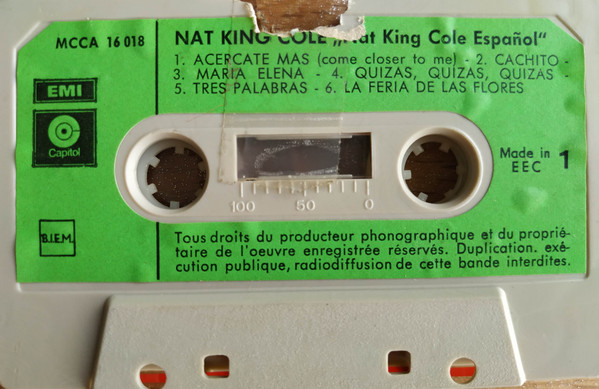 MCCA 16 018
NAT KING COLE „Nat King Cole Español“
1. ACERCATE MAS (come closer to me) - 2. CACHITO -
3. MARIA ELENA - 4. QUIZAS, QUIZAS, QUIZAS -
5. TRES PALABRAS - 6. LA FERIA DE LAS FLORES
EMI
Capitol
Made in
EEC
1
100 50 0
B.I.E.M.
Tous droits du producteur phonographique et du proprié-
taire de l'oeuvre enregistrée réservés. Duplication. exé-
cution publique, radiodiffusion de cette bande interdites.